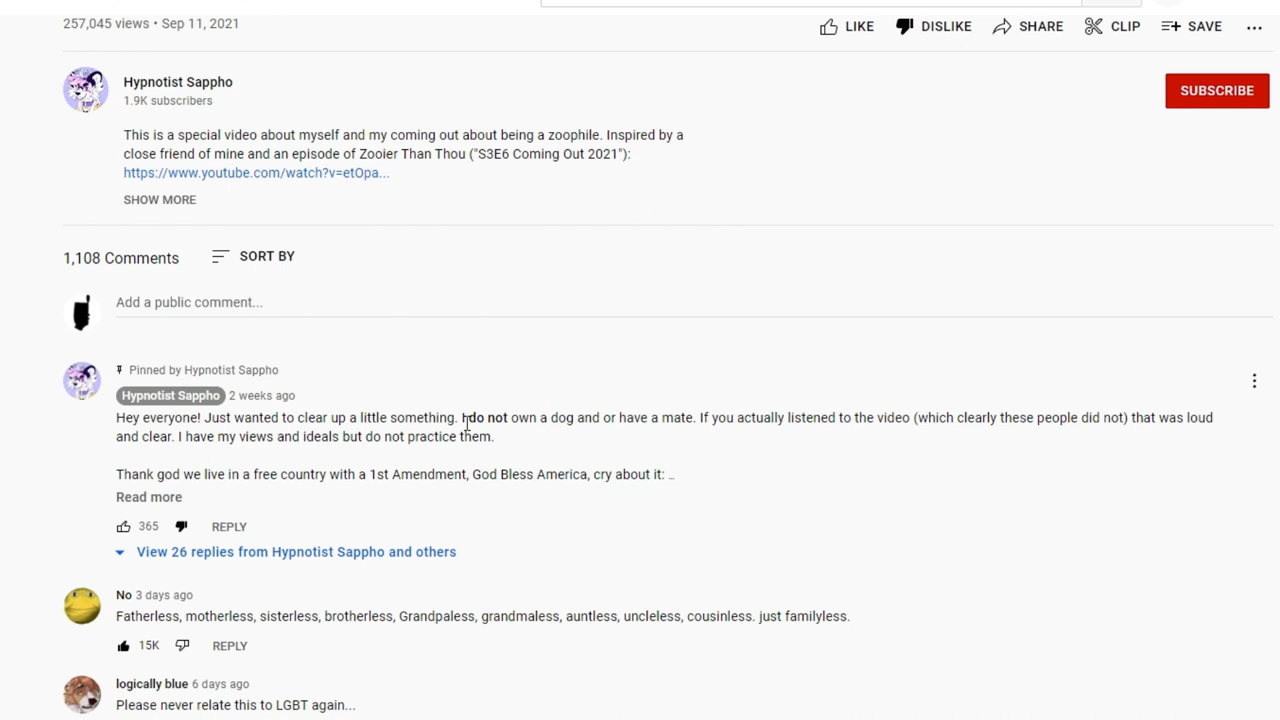 257,045 views • Sep 11, 2021
LIKE DISLIKE SHARE CLIP SAVE ...
Hypnotist Sappho
1.9K subscribers
SUBSCRIBE
This is a special video about myself and my coming out about being a zoophile. Inspired by a
close friend of mine and an episode of Zooier Than Thou ("S3E6 Coming Out 2021"):
https://www.youtube.com/watch?v=etOpa...
SHOW MORE
1,108 Comments SORT BY
Add a public comment...
Pinned by Hypnotist Sappho
Hypnotist Sappho 2 weeks ago
Hey everyone! Just wanted to clear up a little something. I do not own a dog and or have a mate. If you actually listened to the video (which clearly these people did not) that was loud
and clear. I have my views and ideals but do not practice them.
Thank god we live in a free country with a 1st Amendment, God Bless America, cry about it: ...
Read more
365 REPLY
View 26 replies from Hypnotist Sappho and others
No 3 days ago
Fatherless, motherless, sisterless, brotherless, Grandpaless, grandmaless, auntless, uncleless, cousinless. just familyless.
15K REPLY
logically blue 6 days ago
Please never relate this to LGBT again...